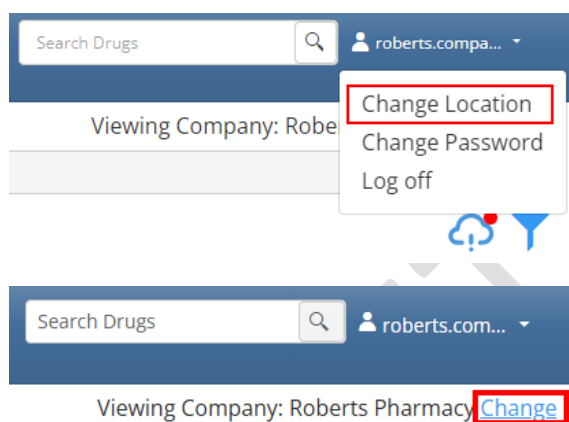 Search Drugs
roberts.compa...
Change Location
Viewing Company: Robe
Change Password
Log off
Search Drugs
roberts.com...
Viewing Company: Roberts Pharmacy Change